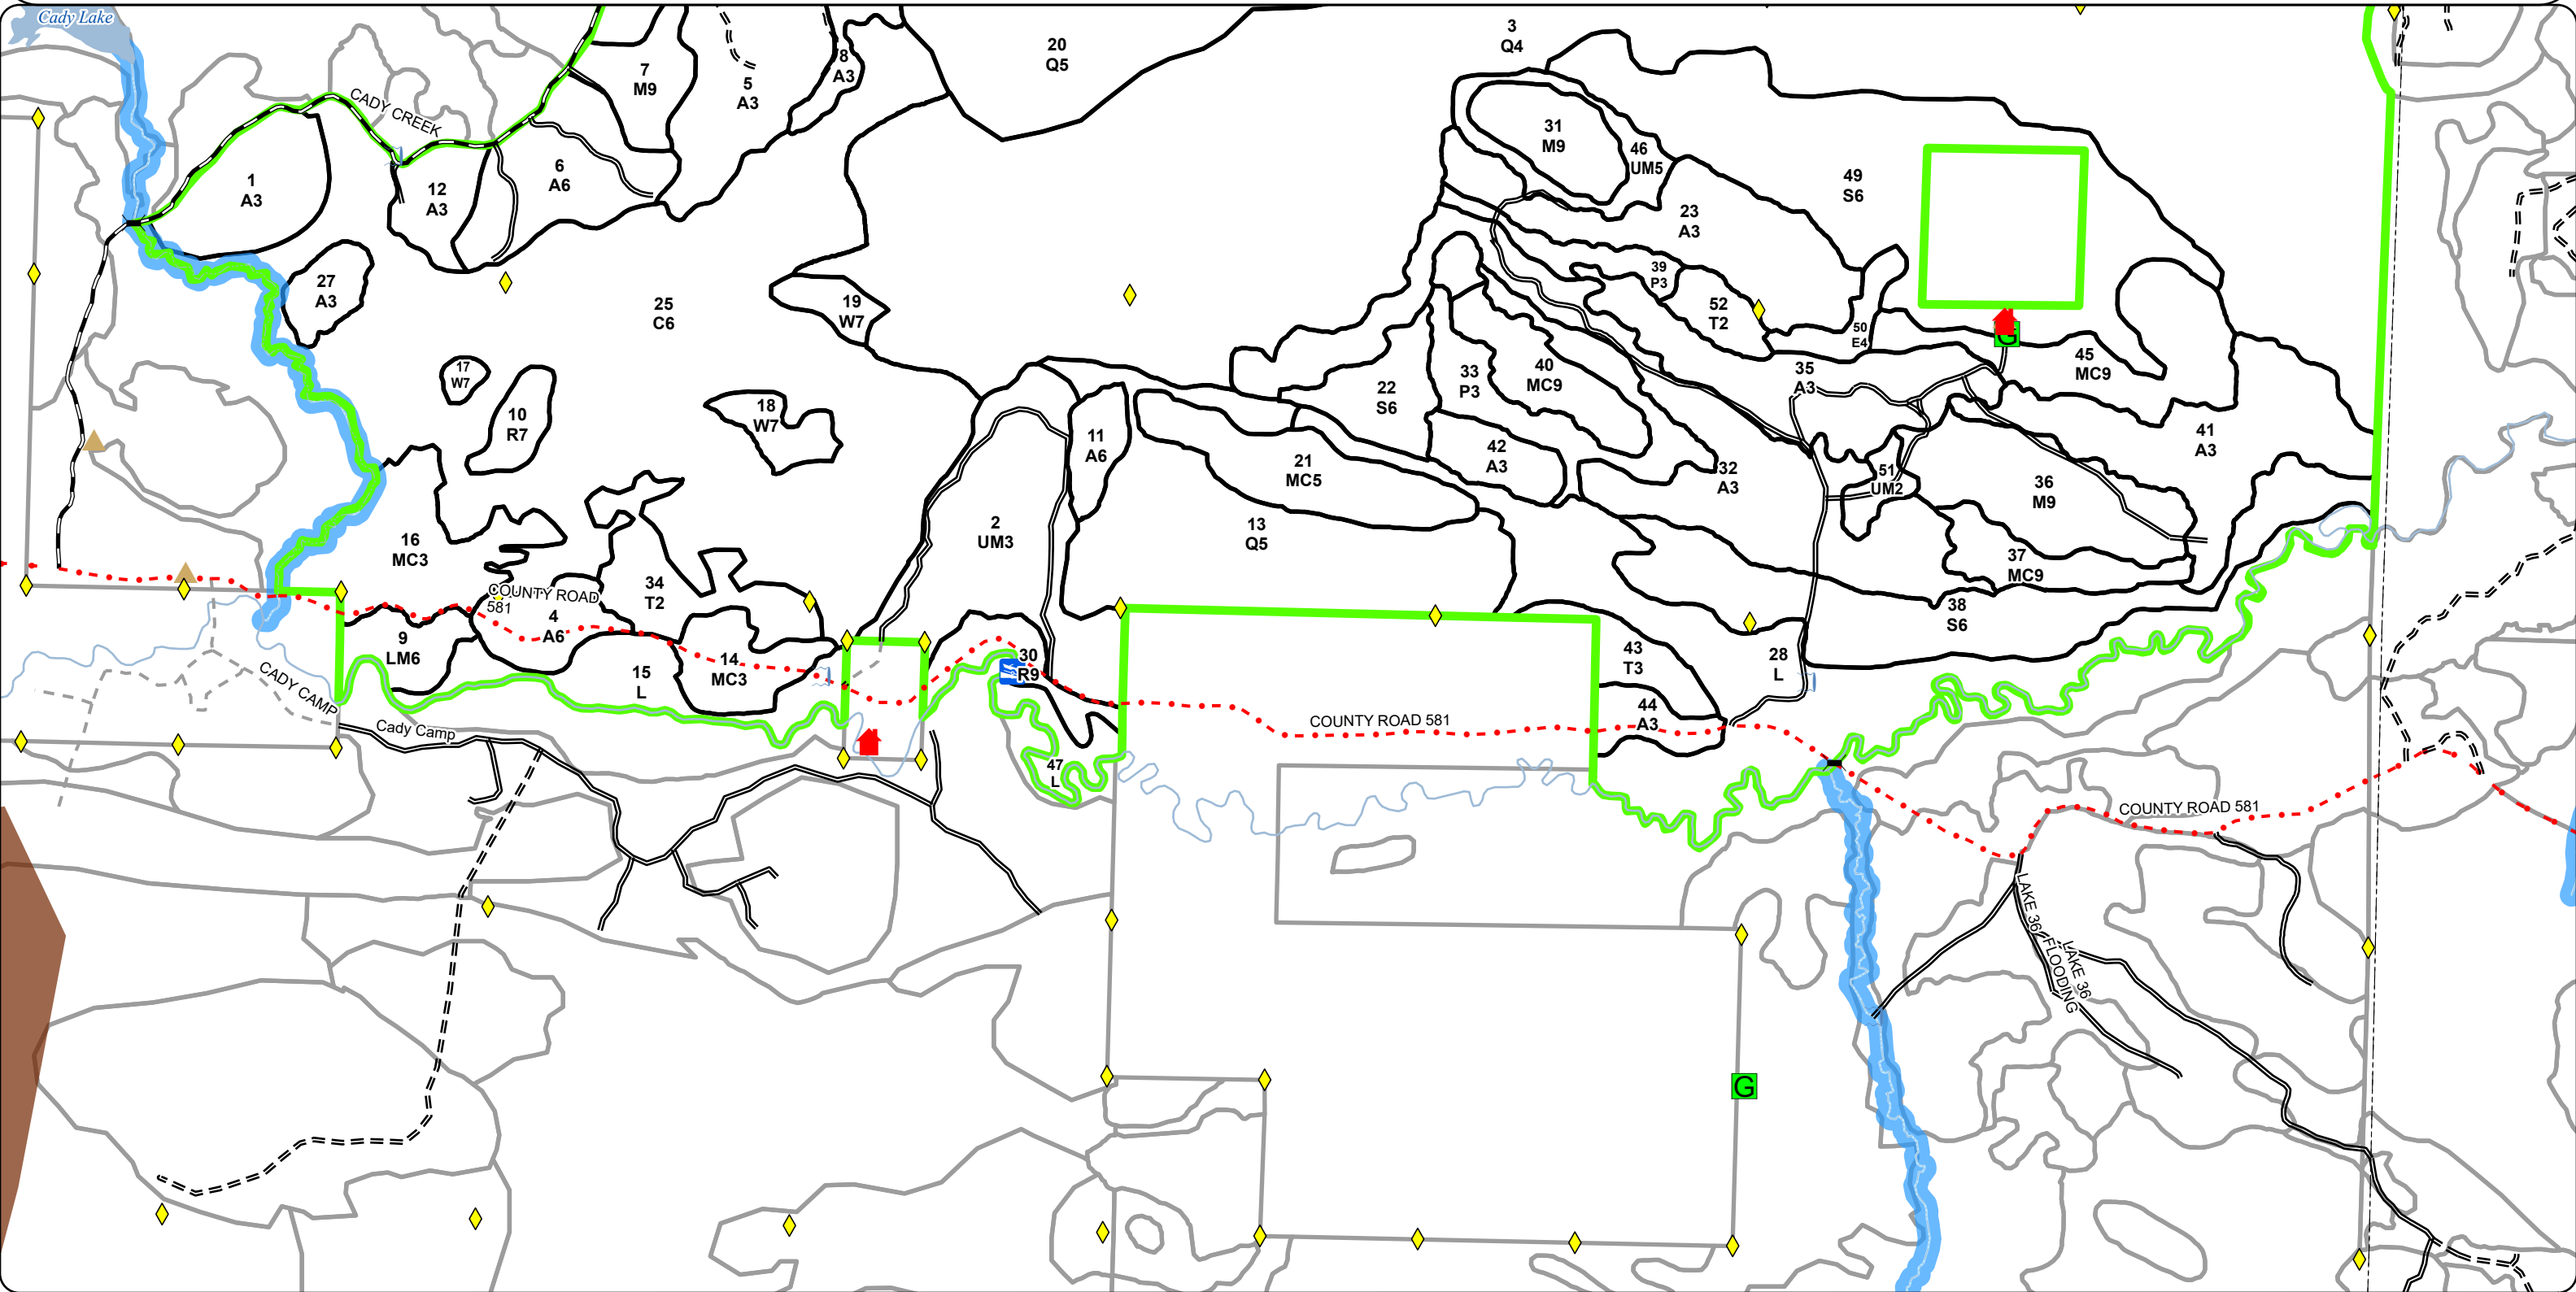 Cady Lake
3
Q4
20
Q5
7
M9
8
A3
5
A3
CADY CREEK
31
M9
46
UM5
1
A3
12
A3
6
A6
49
S6
23
A3
27
A3
25
C6
19
W7
39
P3
52
T2
50
E4
G
17
W7
10
R7
18
W7
22
S6
33
P3
40
MC9
35
A3
45
MC9
11
A6
21
MC5
42
A3
32
A3
51
UM2
41
A3
36
M9
16
MC3
2
UM3
13
Q5
37
MC9
34
T2
COUNTY ROAD
581
4
A6
38
S6
9
LM6
15
L
14
MC3
30
R9
43
T3
28
L
44
A3
CADY CAMP
Cady Camp
COUNTY ROAD 581
47
L
COUNTY ROAD 581
LAKE 36
FLOODING
LAKE 36
G